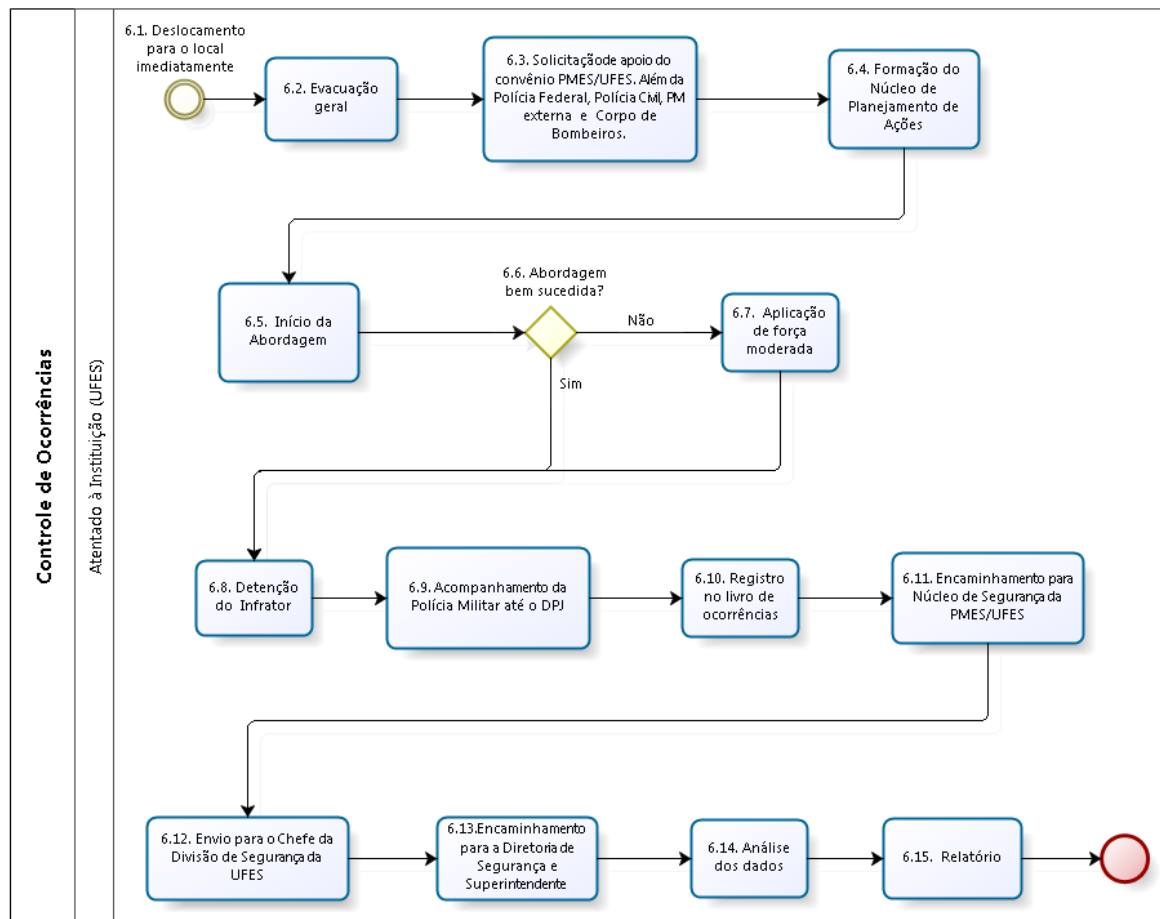 Controle de Ocorrências
Atentado à Instituição (UFES)
6.1. Deslocamento
para o local
imediatamente
6.2. Evacuação
geral
6.3. Solicitação de apoio do
convênio PMES/UFES. Além da
Polícia Federal, Polícia Civil, PM
externa e Corpo de
Bombeiros.
6.4. Formação do
Núcleo de
Planejamento de
Ações
6.5. Início da
Abordagem
6.6. Abordagem
bem sucedida?
Não
Sim
6.7. Aplicação
de força
moderada
6.8. Detenção
do Infrator
6.9. Acompanhamento da
Polícia Militar até o DPJ
6.10. Registro
no livro de
ocorrências
6.11. Encaminhamento para
Núcleo de Segurança da
PMES/UFES
6.12. Envio para o Chefe da
Divisão de Segurança da
UFES
6.13.Encaminhamento
para a Diretoria de
Segurança e
Superintendente
6.14. Análise
dos dados
6.15. Relatório